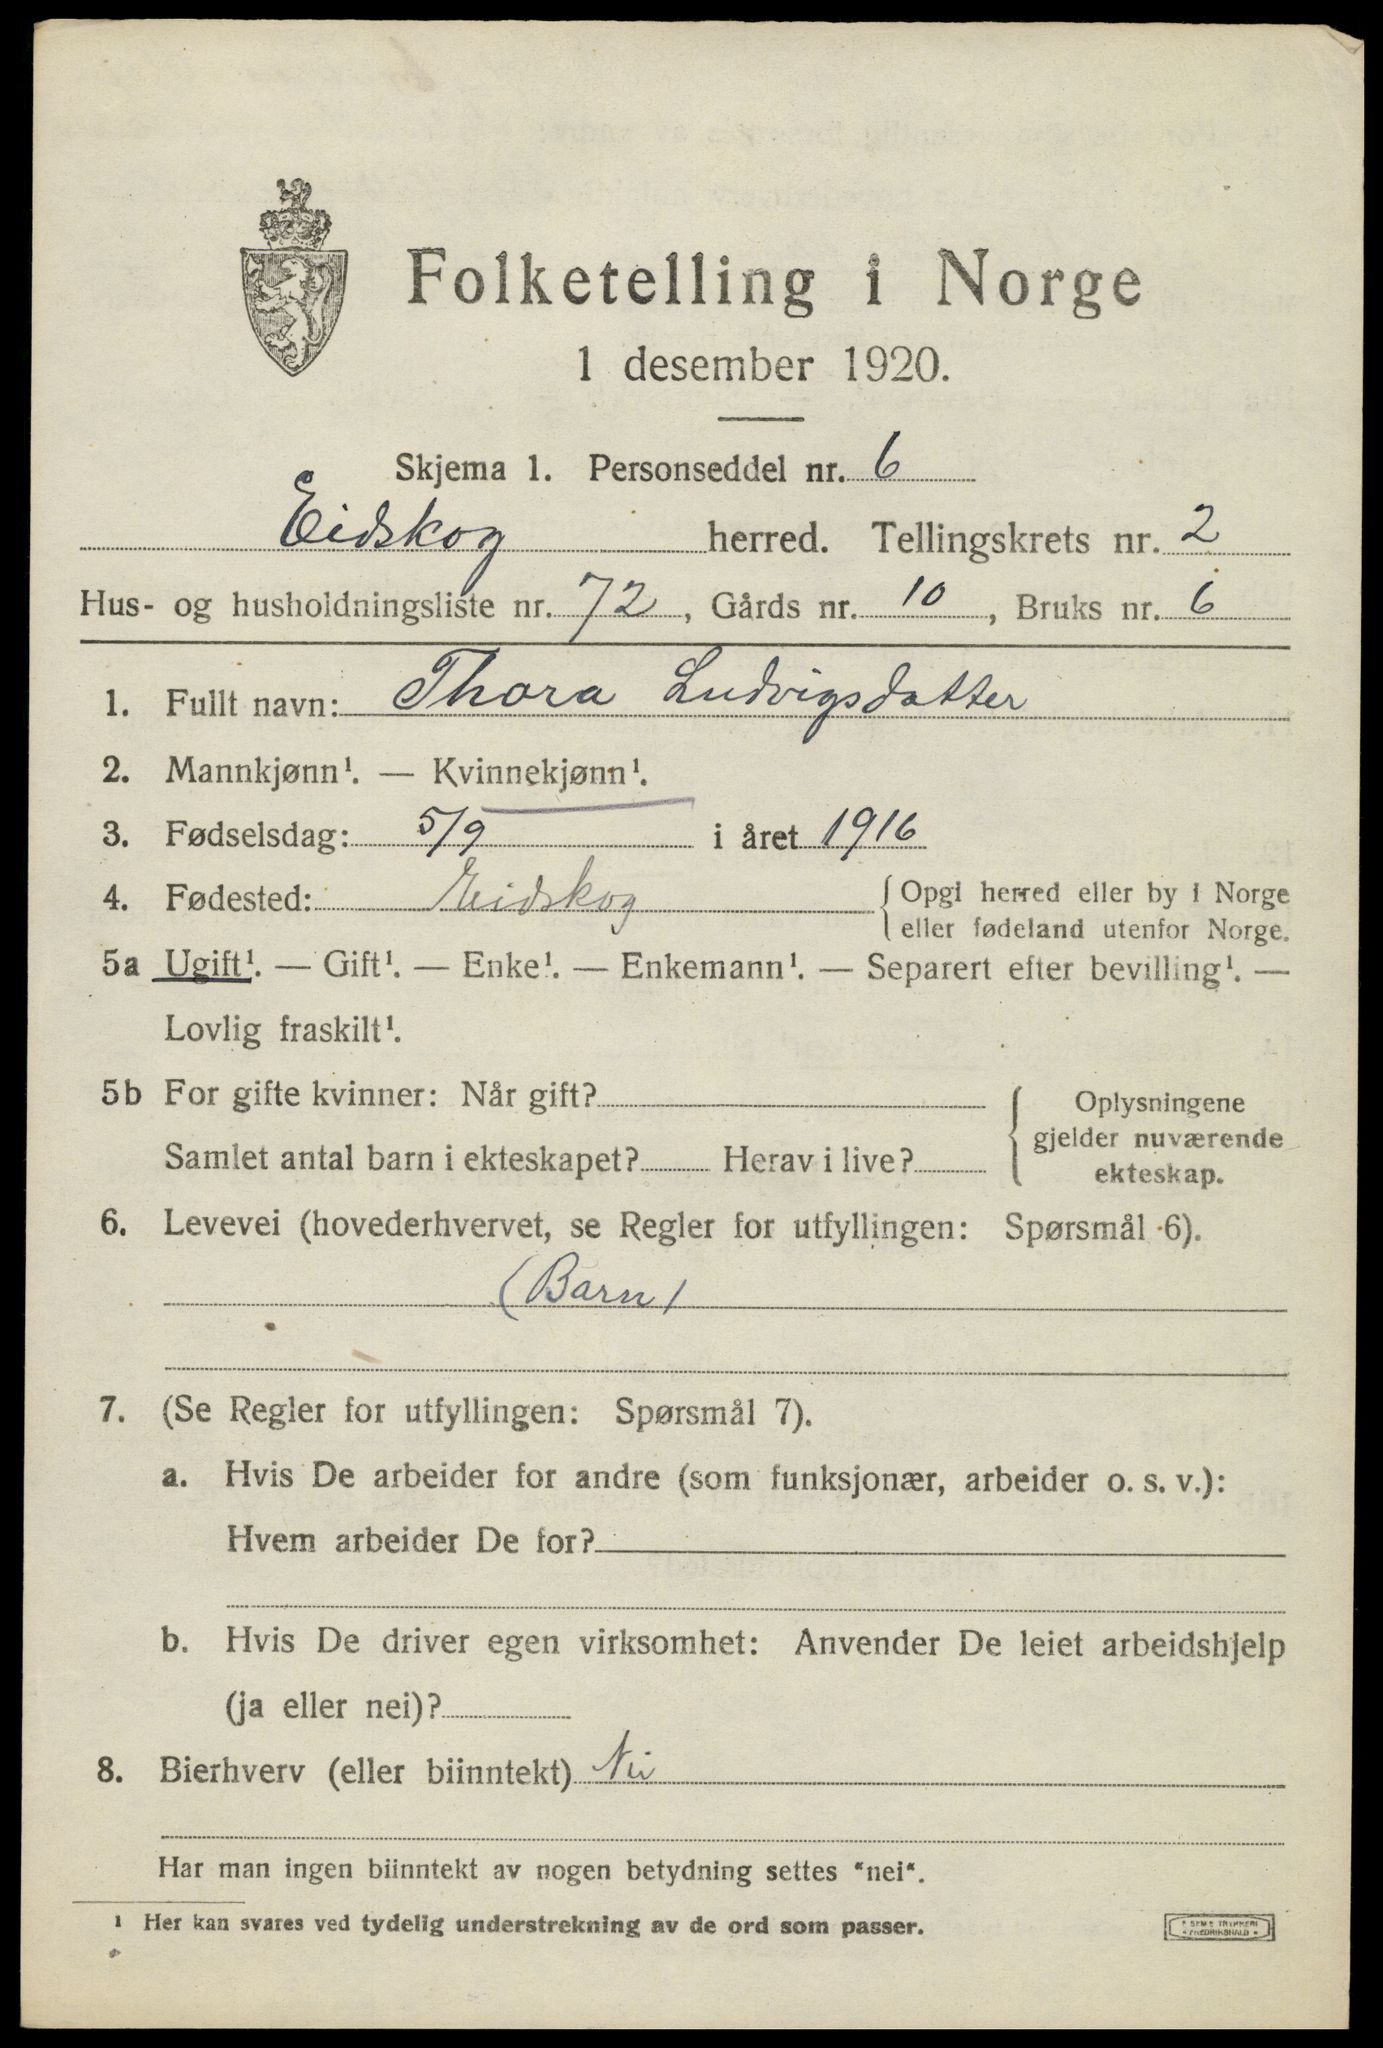 Folketelling i Norge
1 desember 1920.
Skjema 1. Personseddel nr. 6
Eidskog herred. Tellingskrets nr. 2
Hus- og husholdningsliste nr. 72, Gårds nr. 10, Bruks nr. 6
1. Fullt navn: Thora Ludvigsdatter
2. Mannkjønn¹. — Kvinnekjønn¹.
3. Fødselsdag: 5/9 i året 1916
4. Fødested: Eidskog { Opgi herred eller by i Norge
eller fødeland utenfor Norge.
5a Ugift¹. — Gift¹. — Enke¹. — Enkemann¹. — Separert efter bevilling¹. —
Lovlig fraskilt¹.
5b For gifte kvinner: Når gift?
Samlet antal barn i ekteskapet? Herav i live?
{ Oplysningene
gjelder nuværende
ekteskap.
6. Levevei (hovederhvervet, se Regler for utfyllingen: Spørsmål 6).
(Barn)
7. (Se Regler for utfyllingen: Spørsmål 7).
a. Hvis De arbeider for andre (som funksjonær, arbeider o. s. v.):
Hvem arbeider De for?
b. Hvis De driver egen virksomhet: Anvender De leiet arbeidshjelp
(ja eller nei)?
8. Bierhverv (eller biinntekt) Nei
Har man ingen biinntekt av nogen betydning settes "nei".
¹ Her kan svares ved tydelig understrekning av de ord som passer.
SEM'S TRYKKERI
FREDRIKSHALD